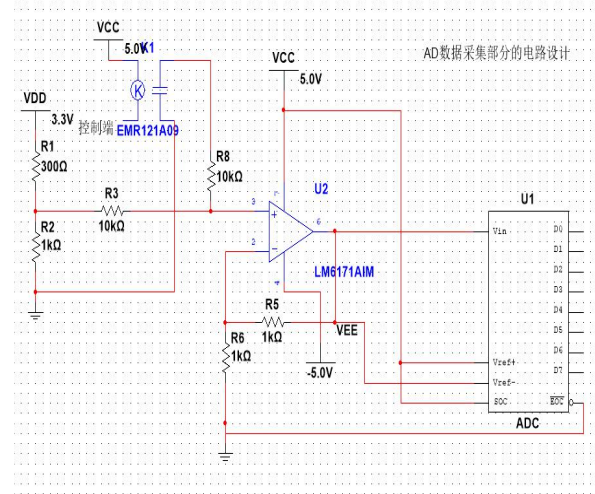 VCC
5.0V
K1
VCC
5.0V
AD数据采集部分的电路设计
K
VDD
3.3V
控制端
EMR121A09
R1
300Ω
R8
10kΩ
U2
U1
R3
10kΩ
7
3
+
6
2
−
4
R2
1kΩ
LM6171AIM
Vin
D0
D1
D2
D3
D4
D5
D6
D7
R5
1kΩ
VEE
-5.0V
R6
1kΩ
Vref+
Vref-
SOC
EOC
ADC